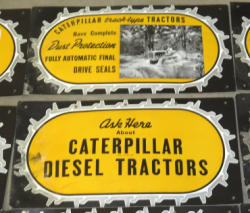 CATERPILLAR track-type TRACTORS
Have Complete
Dust Protection
FULLY AUTOMATIC FINAL
DRIVE SEALS
Ask Here
About
CATERPILLAR
DIESEL TRACTORS